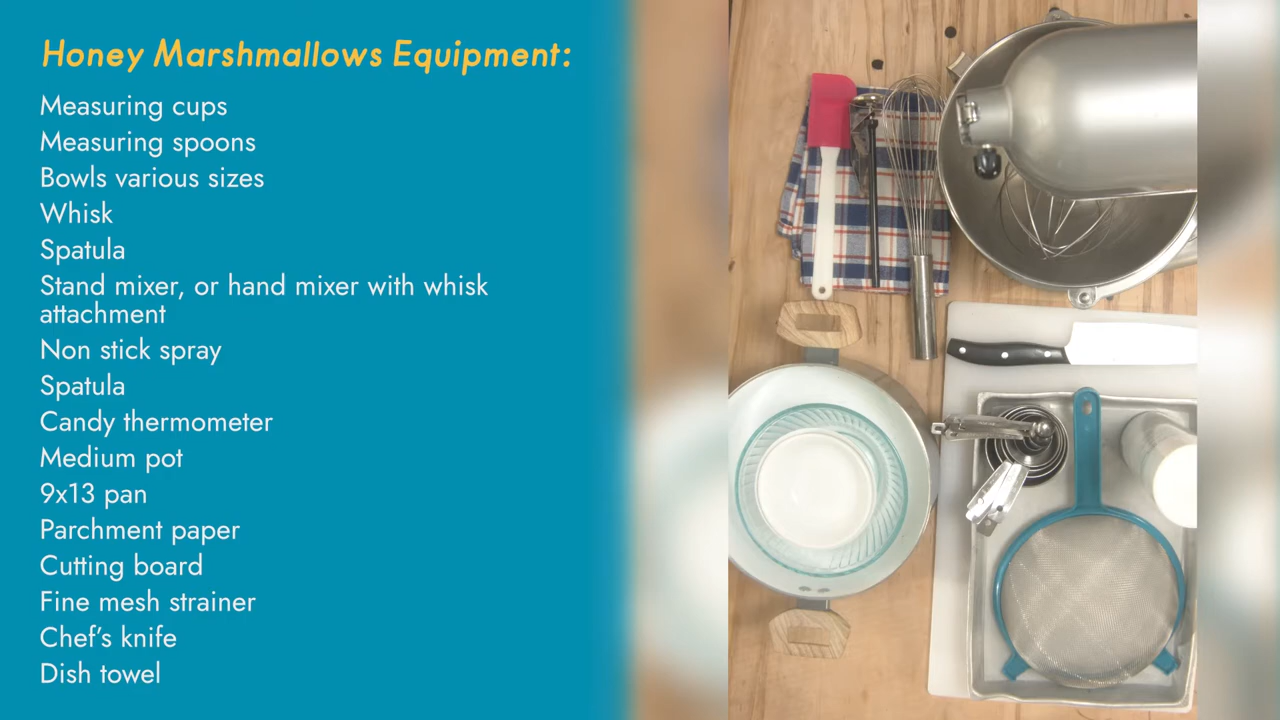 Honey Marshmallows Equipment:
Measuring cups
Measuring spoons
Bowls various sizes
Whisk
Spatula
Stand mixer, or hand mixer with whisk
attachment
Non stick spray
Spatula
Candy thermometer
Medium pot
9x13 pan
Parchment paper
Cutting board
Fine mesh strainer
Chef's knife
Dish towel